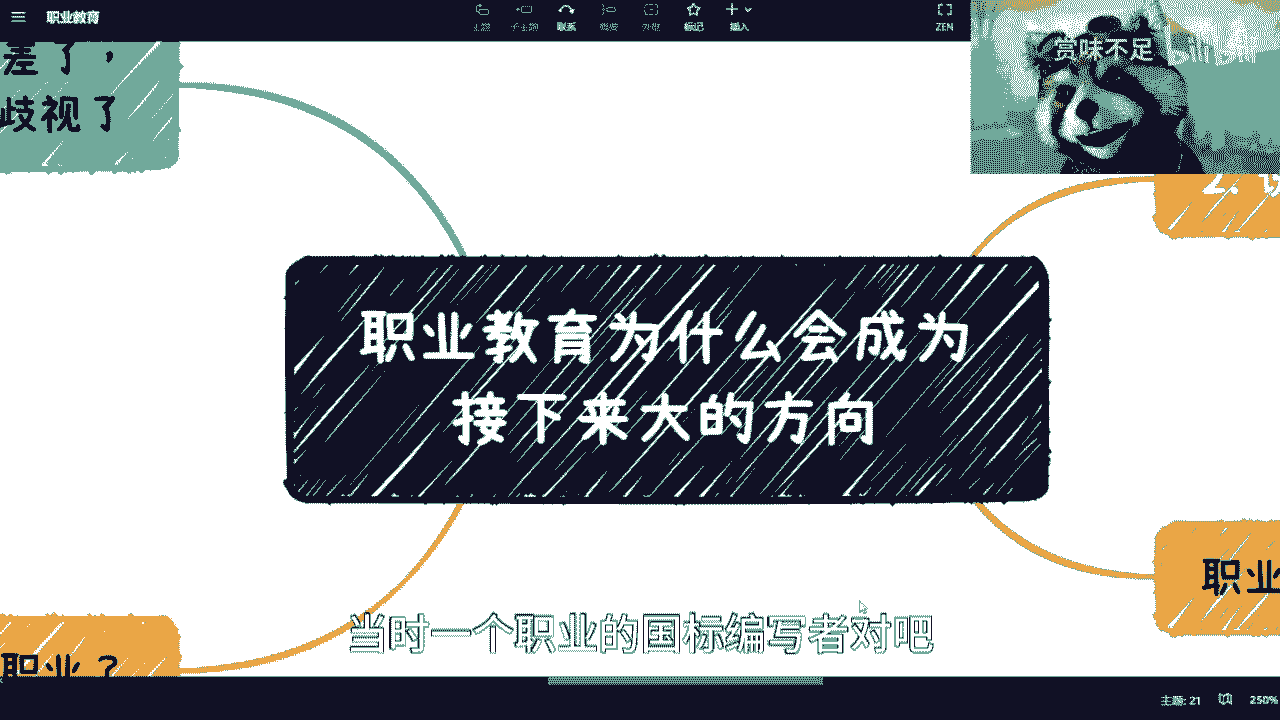 职业教育
主题
子主题
联系
概要
外框
标记
插入
ZEN
赏味不足
差了，
歧视了
职业教育为什么会成为
接下来大的方向
职业
当时一个职业的国标编写者对吧
职业？
主题: 21
250%